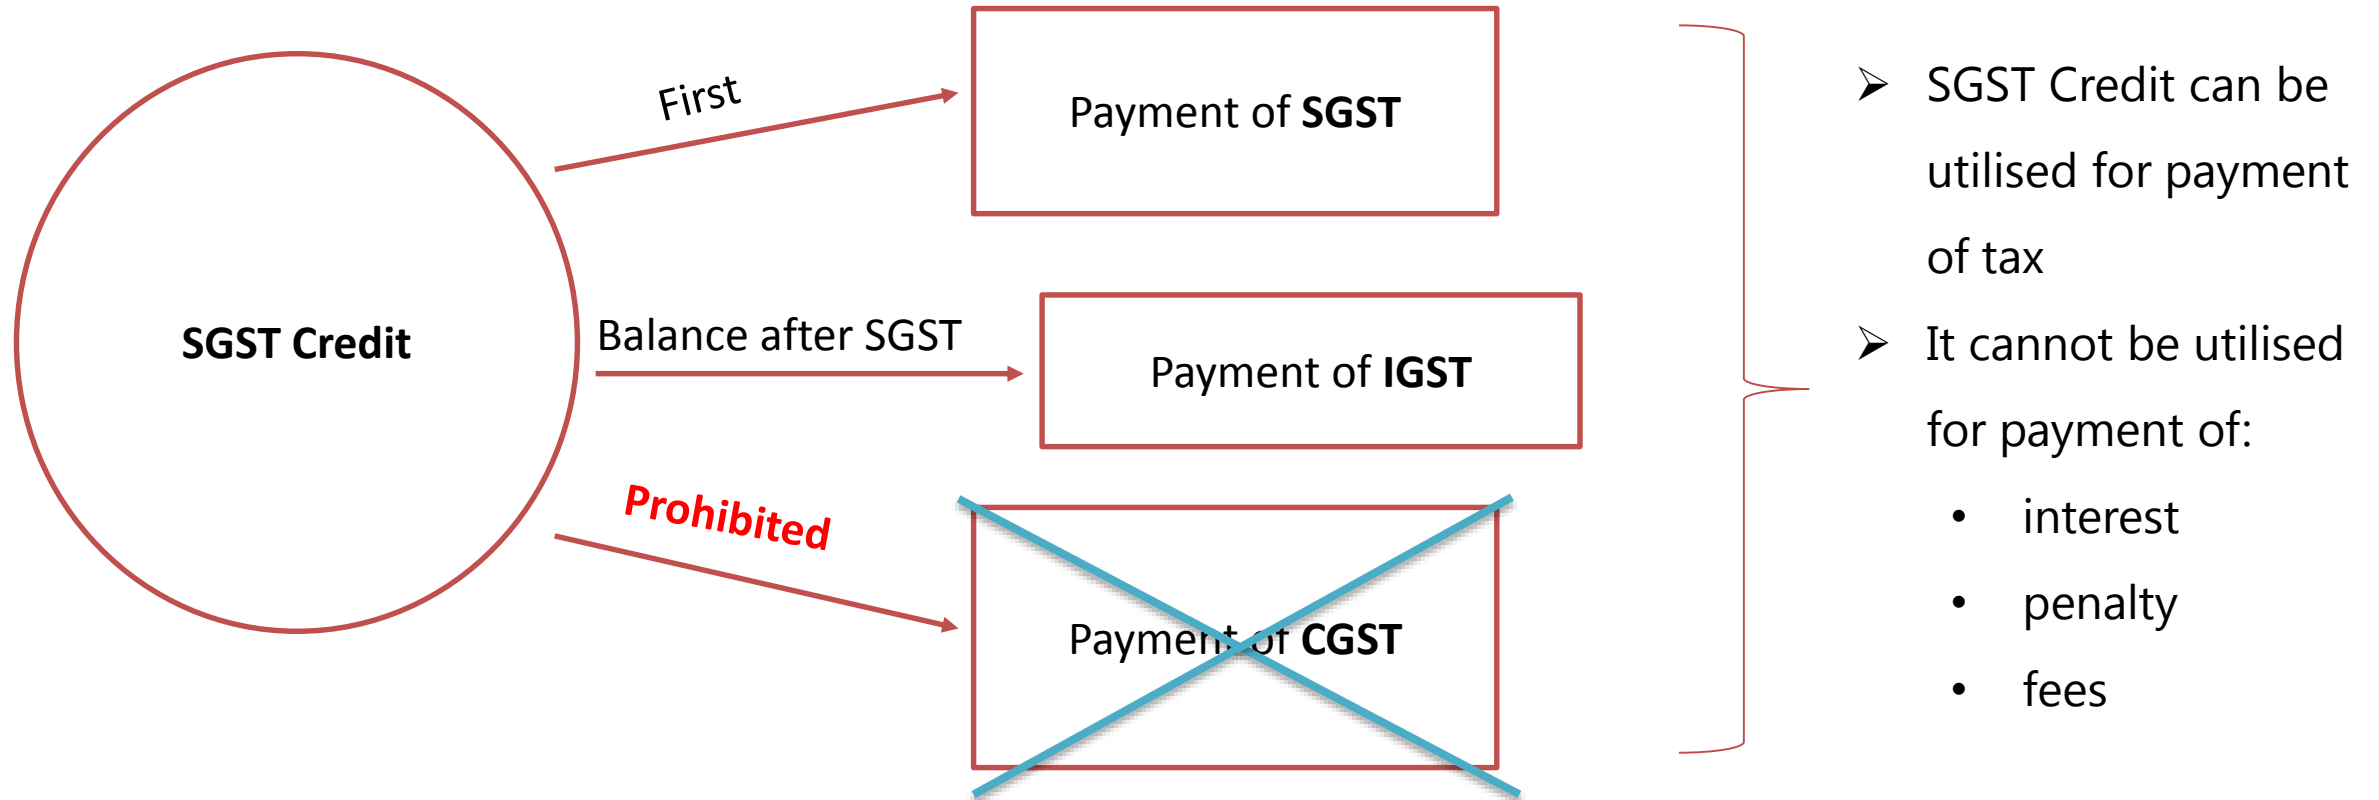 SGST Credit
First
Payment of SGST
Balance after SGST
Payment of IGST
Prohibited
Payment of CGST
➢ SGST Credit can be
utilised for payment
of tax
➢ It cannot be utilised
for payment of:
• interest
• penalty
• fees